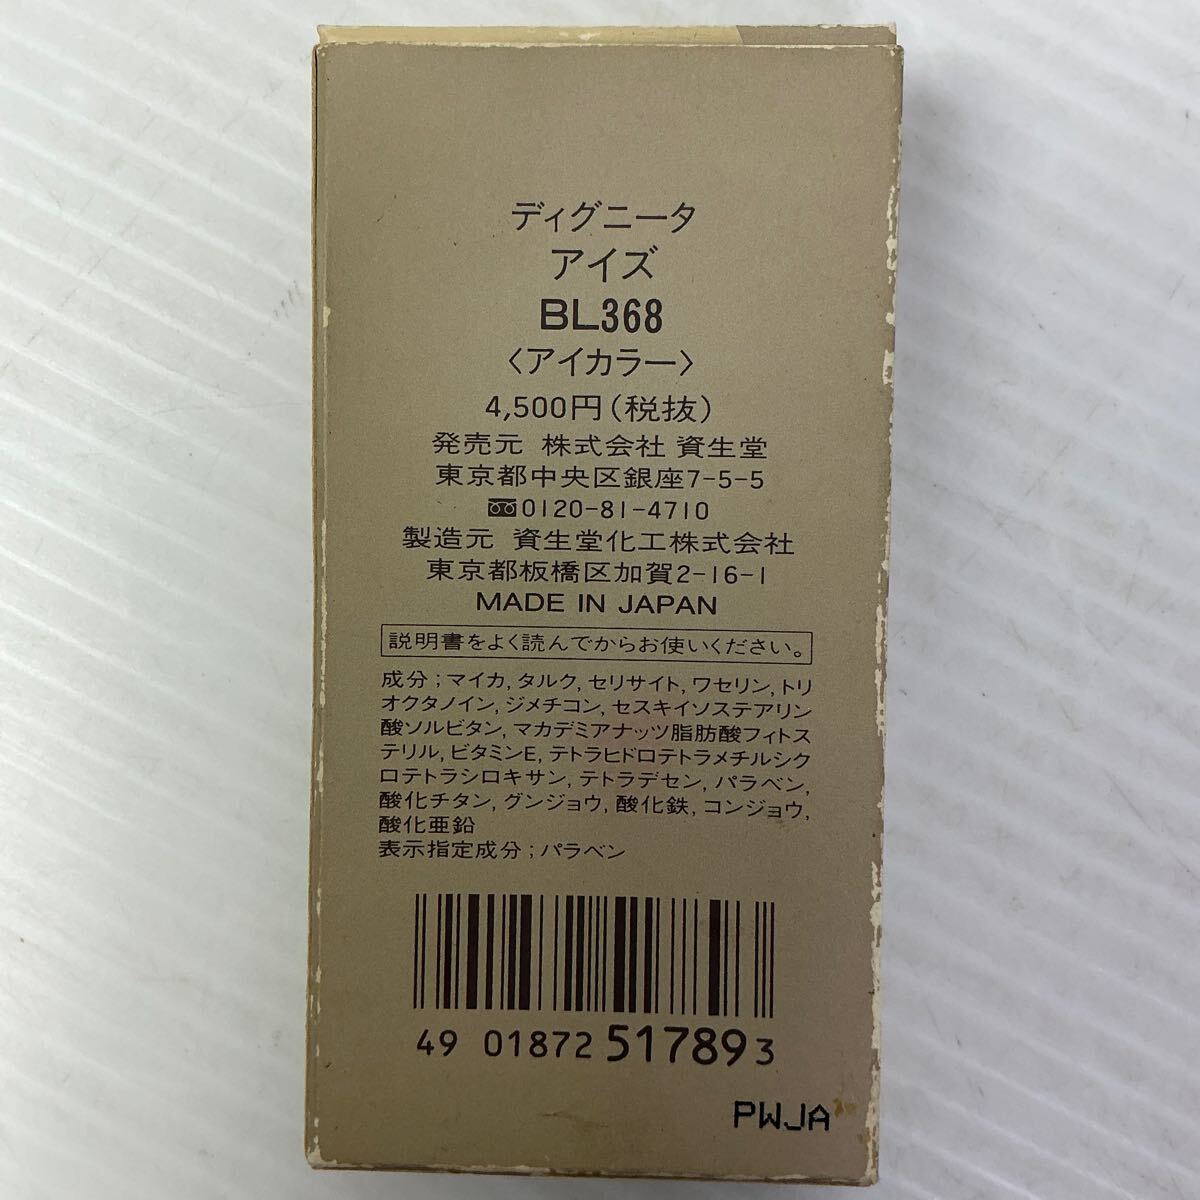 ディグニータ
アイズ
BL368
〈アイカラー〉
4,500円(税抜)
発売元 株式会社 資生堂
東京都中央区銀座7-5-5
0120-81-4710
製造元 資生堂化工株式会社
東京都板橋区加賀2-16-1
MADE IN JAPAN
説明書をよく読んでからお使いください。
成分;マイカ,タルク,セリサイト,ワセリン,トリ
オクタノイン,ジメチコン,セスキイソステアリン
酸ソルビタン,マカデミアナッツ脂肪酸フィトス
テリル,ビタミンE,テトラヒドロテトラメチルシク
ロテトラシロキサン,テトラデセン,パラベン,
酸化チタン,グンジョウ,酸化鉄,コンジョウ,
酸化亜鉛
表示指定成分;パラベン
49 01872 51789 3
PWJA